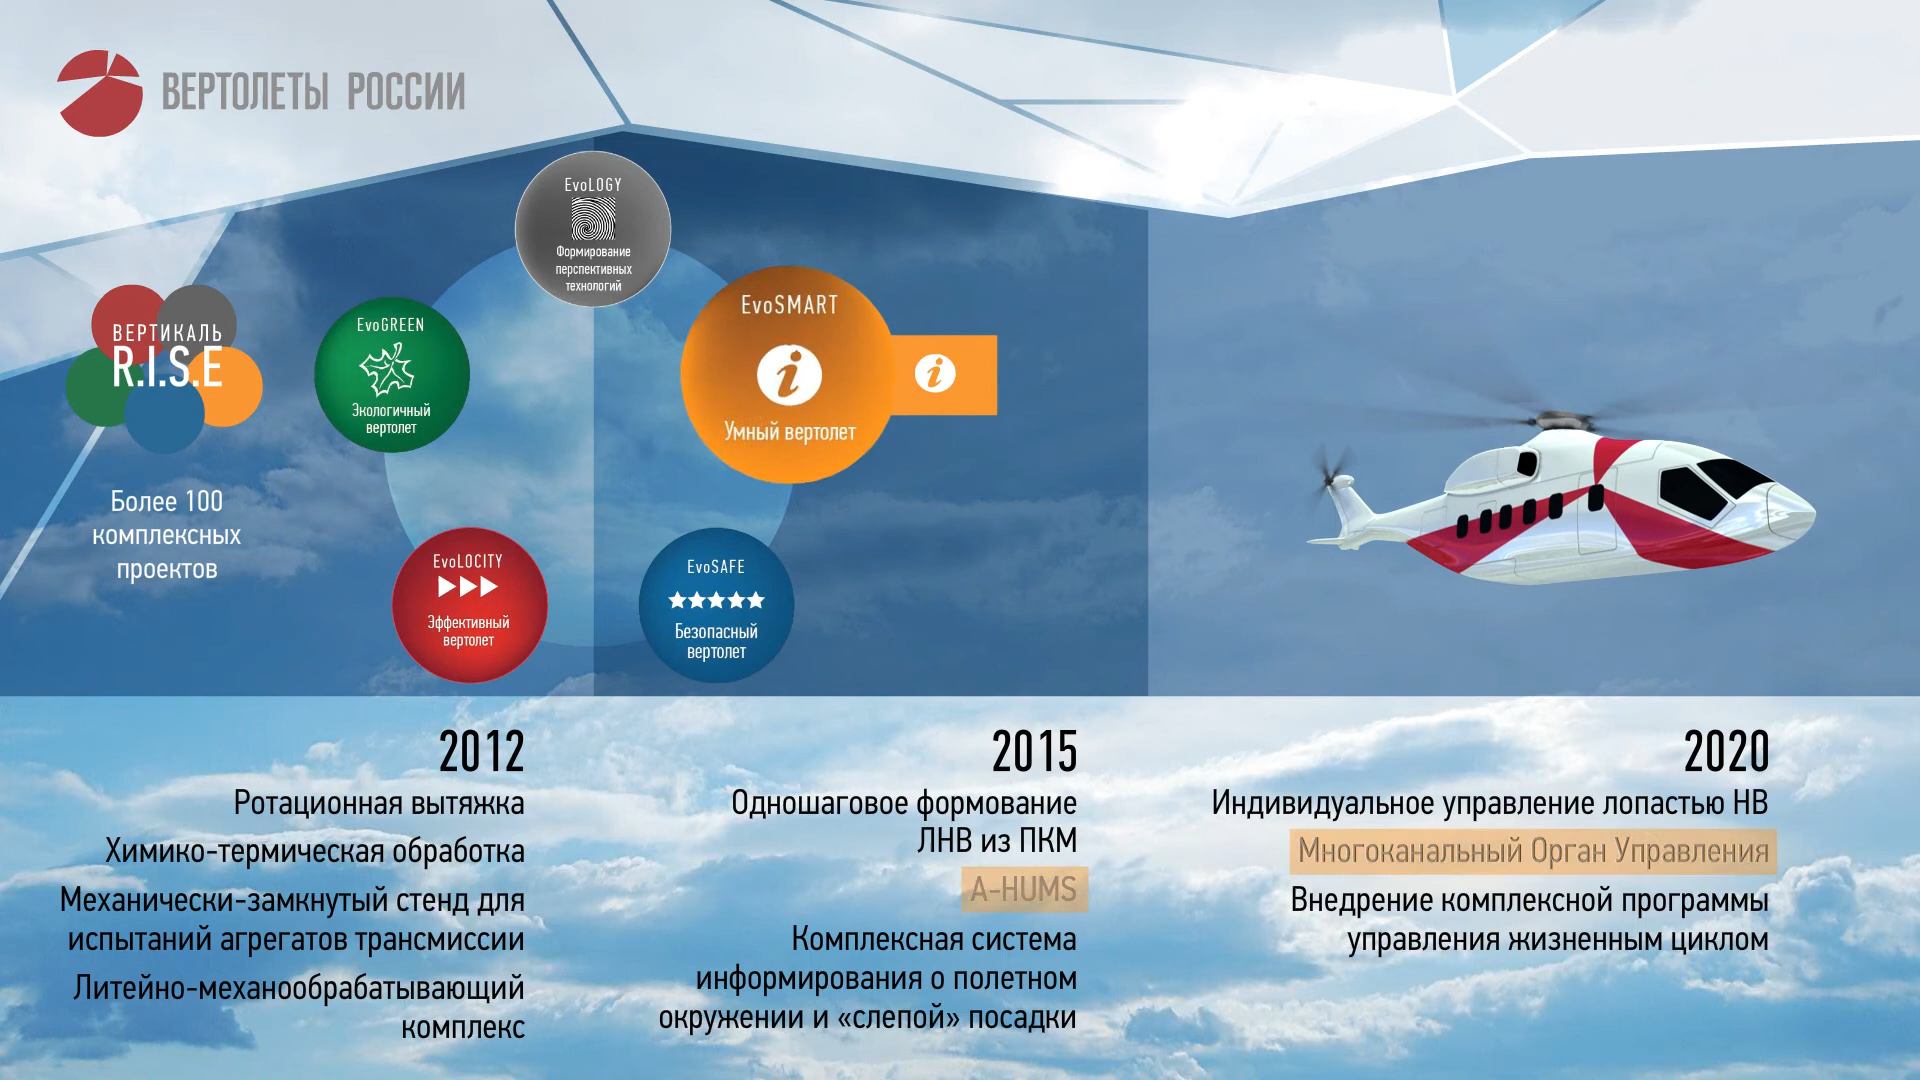 ВЕРТОЛЕТЫ РОССИИ
EvoLOGY
Формирование
перспективных
технологий
EvoSMART
Умный вертолет
EvoGREEN
Экологичный
вертолет
ВЕРТИКАЛЬ
R.I.S.E
Более 100
комплексных
проектов
EvoLOCITY
Эффективный
вертолет
EvoSAFE
Безопасный
вертолет
2012
Ротационная вытяжка
Химико-термическая обработка
Механически-замкнутый стенд для
испытаний агрегатов трансмиссии
Литейно-механообрабатывающий
комплекс
2015
Одношаговое формование
ЛНВ из ПКМ
A-HUMS
Комплексная система
информирования о полетном
окружении и «слепой» посадки
2020
Индивидуальное управление лопастью НВ
Многоканальный Орган Управления
Внедрение комплексной программы
управления жизненным циклом